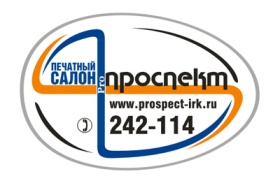 ПЕЧАТНЫЙ
САЛОН
Pro
проспект
www.prospect-irk.ru
242-114